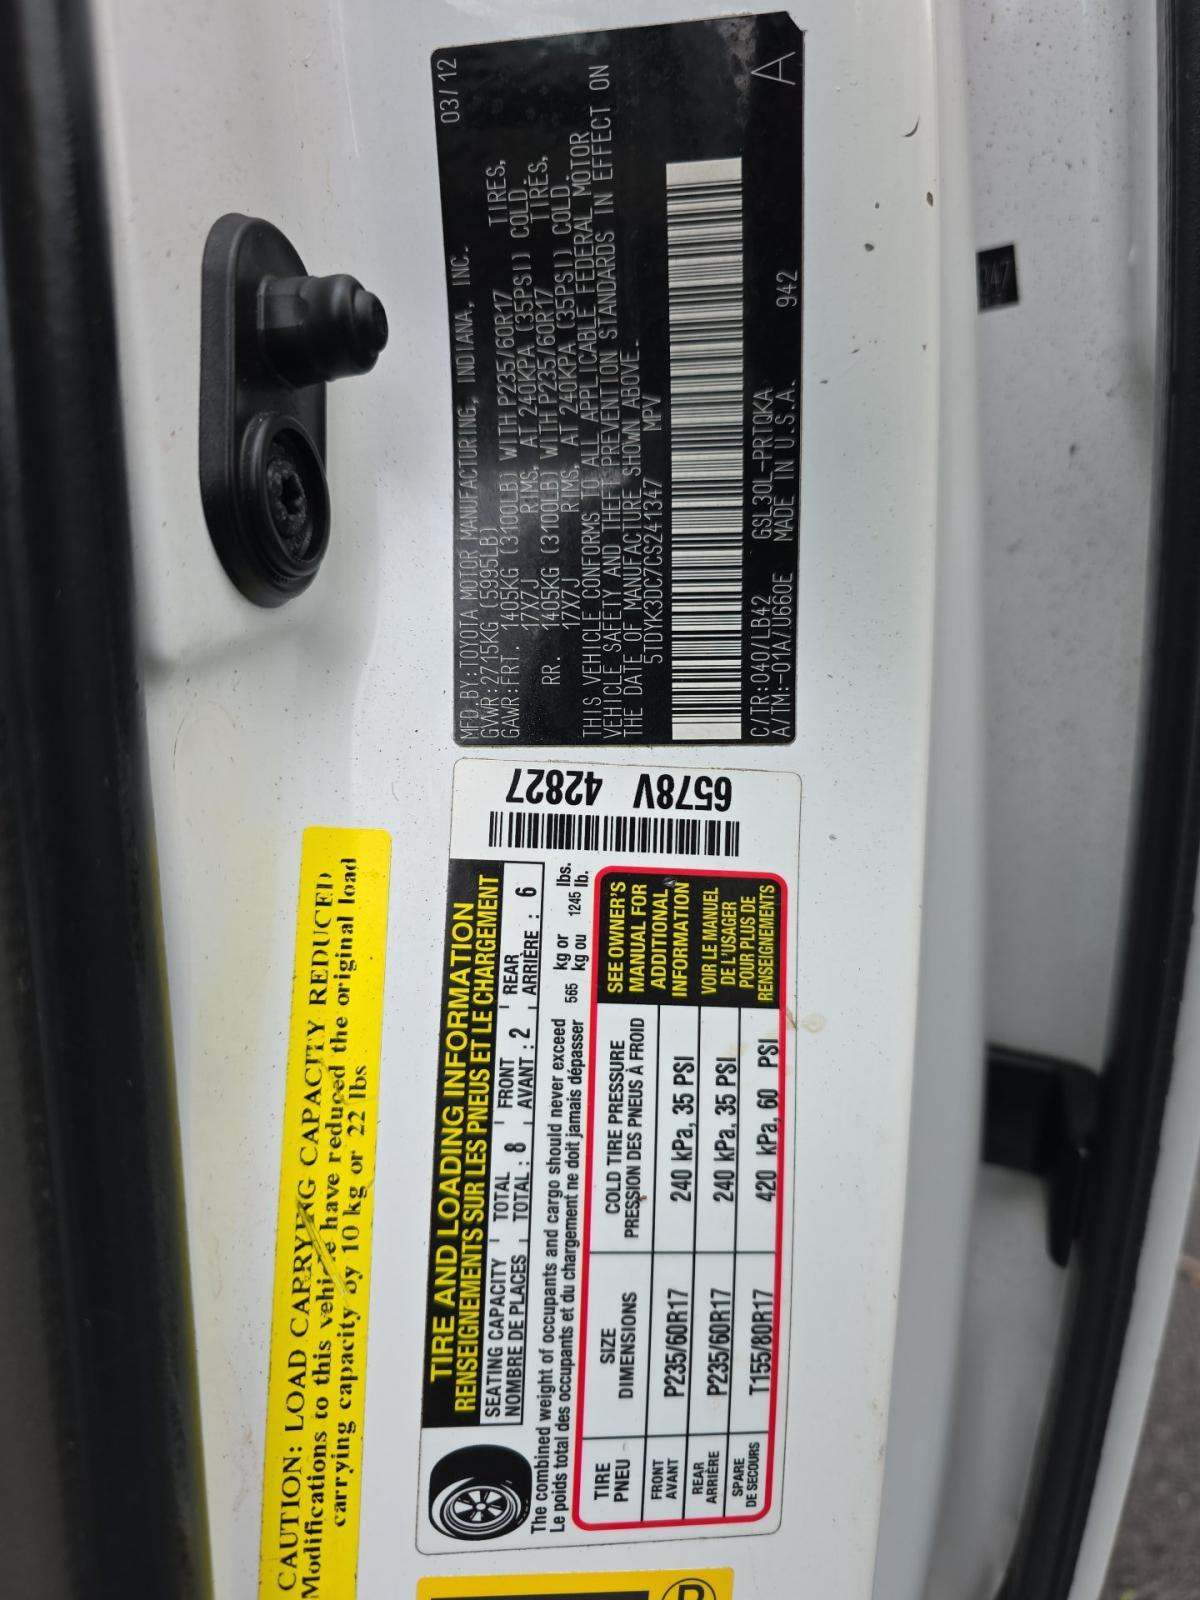 CAUTION: LOAD CARRYING CAPACITY REDUCED
Modifications to this vehicle have reduced the original load
carrying capacity by 10 kg or 22 lbs
TIRE AND LOADING INFORMATION
RENSEIGNEMENTS SUR LES PNEUS ET LE CHARGEMENT
SEATING CAPACITY TOTAL FRONT REAR
NOMBRE DE PLACES TOTAL : 8 AVANT : 2 ARRIÈRE : 6
The combined weight of occupants and cargo should never exceed 565 kg or 1245 lbs.
Le poids total des occupants et du chargement ne doit jamais dépasser kg ou lb.
TIRE SIZE COLD TIRE PRESSURE
PNEU DIMENSIONS PRESSION DES PNEUS À FROID
FRONT AVANT P235/60R17 240 kPa, 35 PSI
REAR ARRIÈRE P235/60R17 240 kPa, 35 PSI
SPARE DE SECOURS T155/80R17 420 kPa, 60 PSI
SEE OWNER'S
MANUAL FOR
ADDITIONAL
INFORMATION
VOIR LE MANUEL
DE L'USAGER
POUR PLUS DE
RENSEIGNEMENTS
6578V 42827
MFD.BY:TOYOTA MOTOR MANUFACTURING, INDIANA, INC. 03/12
GVWR:2715KG (5995LB)
GAWR:FRT. 1405KG (3100LB) WITH P235/60R17 TIRES,
17X7J RIMS, AT 240KPA (35PSI) COLD.
RR. 1405KG (3100LB) WITH P235/60R17 TIRES,
17X7J RIMS, AT 240KPA (35PSI) COLD.
THIS VEHICLE CONFORMS TO ALL APPLICABLE FEDERAL MOTOR
VEHICLE SAFETY AND THEFT PREVENTION STANDARDS IN EFFECT ON
THE DATE OF MANUFACTURE SHOWN ABOVE.
5TDYK3DC7CS241347 MPV
C/TR:040/LB42 GSL30L-PRTQKA 942
A/TM:-01A/U660E MADE IN U.S.A. A